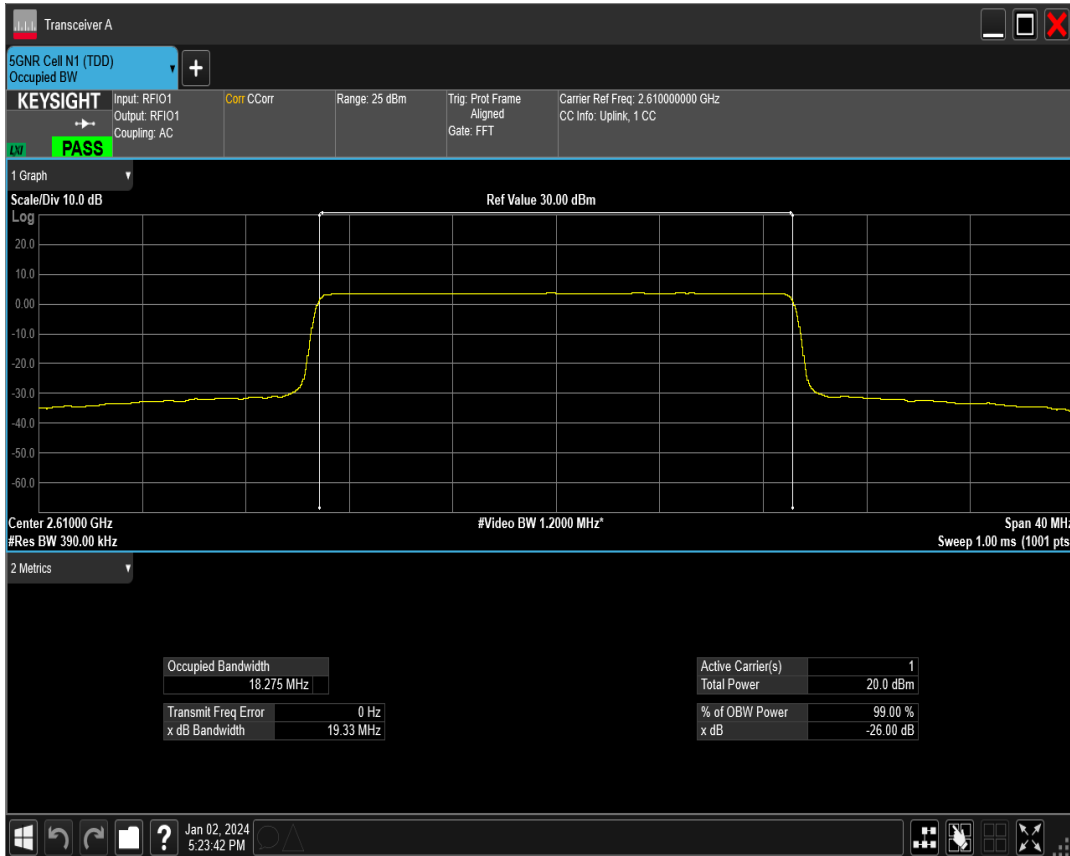 Transceiver A
5GNR Cell N1 (TDD)
Occupied BW
+
KEYSIGHT
LXI
PASS
Input: RFIO1
Output: RFIO1
Coupling: AC
Corr CCorr
Range: 25 dBm
Trig: Prot Frame
Aligned
Gate: FFT
Carrier Ref Freq: 2.610000000 GHz
CC Info: Uplink, 1 CC
1 Graph
Scale/Div 10.0 dB
Ref Value 30.00 dBm
Log
20.0
10.0
0.00
-10.0
-20.0
-30.0
-40.0
-50.0
-60.0
Center 2.61000 GHz
#Video BW 1.2000 MHz*
Span 40 MHz
#Res BW 390.00 kHz
Sweep 1.00 ms (1001 pts
2 Metrics
Occupied Bandwidth
18.275 MHz
Transmit Freq Error 0 Hz
x dB Bandwidth 19.33 MHz
Active Carrier(s) 1
Total Power 20.0 dBm
% of OBW Power 99.00 %
x dB -26.00 dB
?
Jan 02, 2024
5:23:42 PM